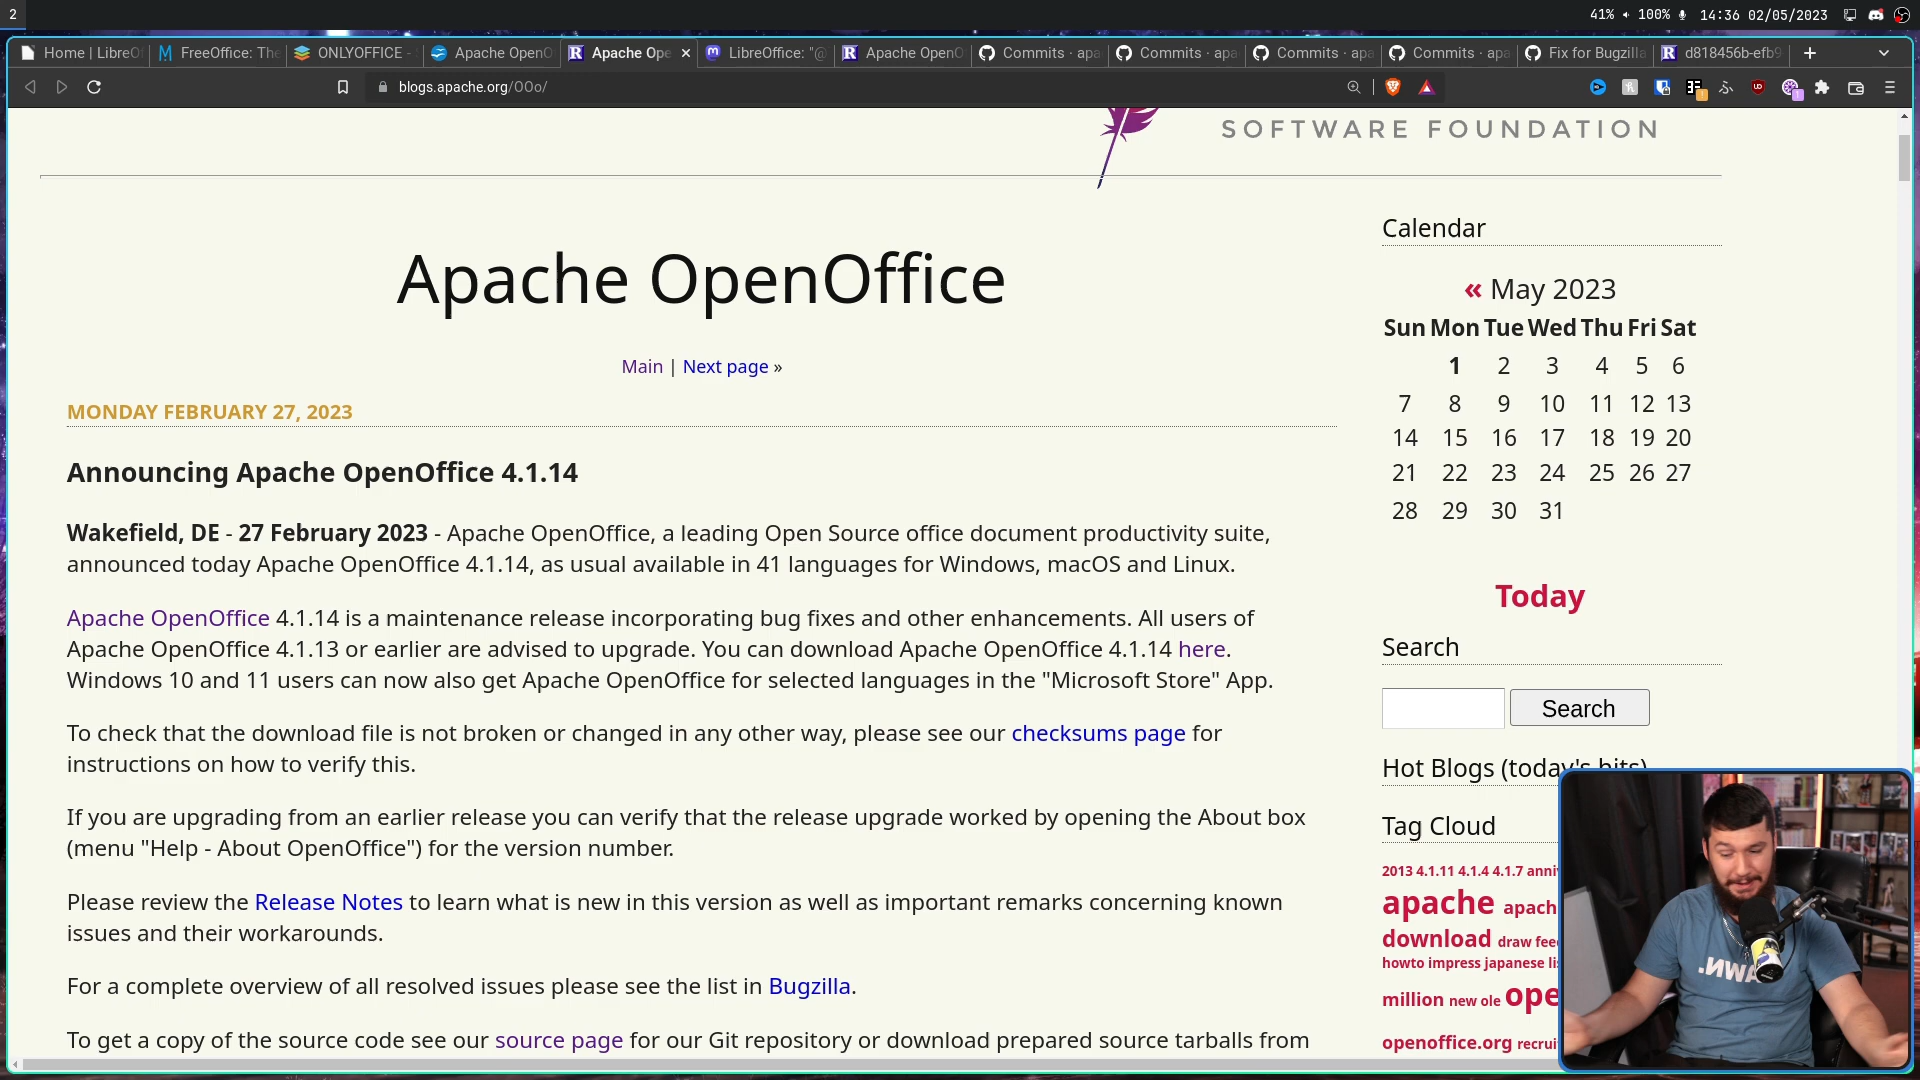 2
41% 100% 14:36 02/05/2023
Home | LibreO
FreeOffice: The
ONLYOFFICE -
Apache OpenO
Apache Ope
LibreOffice: "@
Apache OpenO
Commits · apa
Commits · apa
Commits · apa
Commits · apa
Fix for Bugzilla
d818456b-efb9
blogs.apache.org/OOo/
SOFTWARE FOUNDATION
Apache OpenOffice
Main | Next page »
MONDAY FEBRUARY 27, 2023
Announcing Apache OpenOffice 4.1.14
Wakefield, DE - 27 February 2023 - Apache OpenOffice, a leading Open Source office document productivity suite,
announced today Apache OpenOffice 4.1.14, as usual available in 41 languages for Windows, macOS and Linux.
Apache OpenOffice 4.1.14 is a maintenance release incorporating bug fixes and other enhancements. All users of
Apache OpenOffice 4.1.13 or earlier are advised to upgrade. You can download Apache OpenOffice 4.1.14 here.
Windows 10 and 11 users can now also get Apache OpenOffice for selected languages in the "Microsoft Store" App.
To check that the download file is not broken or changed in any other way, please see our checksums page for
instructions on how to verify this.
If you are upgrading from an earlier release you can verify that the release upgrade worked by opening the About box
(menu "Help - About OpenOffice") for the version number.
Please review the Release Notes to learn what is new in this version as well as important remarks concerning known
issues and their workarounds.
For a complete overview of all resolved issues please see the list in Bugzilla.
To get a copy of the source code see our source page for our Git repository or download prepared source tarballs from
Calendar
« May 2023
Sun Mon Tue Wed Thu Fri Sat
1 2 3 4 5 6
7 8 9 10 11 12 13
14 15 16 17 18 19 20
21 22 23 24 25 26 27
28 29 30 31
Today
Search
Search
Hot Blogs (today's hits)
Tag Cloud
2013 4.1.11 4.1.4 4.1.7 anni
apache apach
download draw fee
howto impress japanese li
million new ole ope
openoffice.org recrui